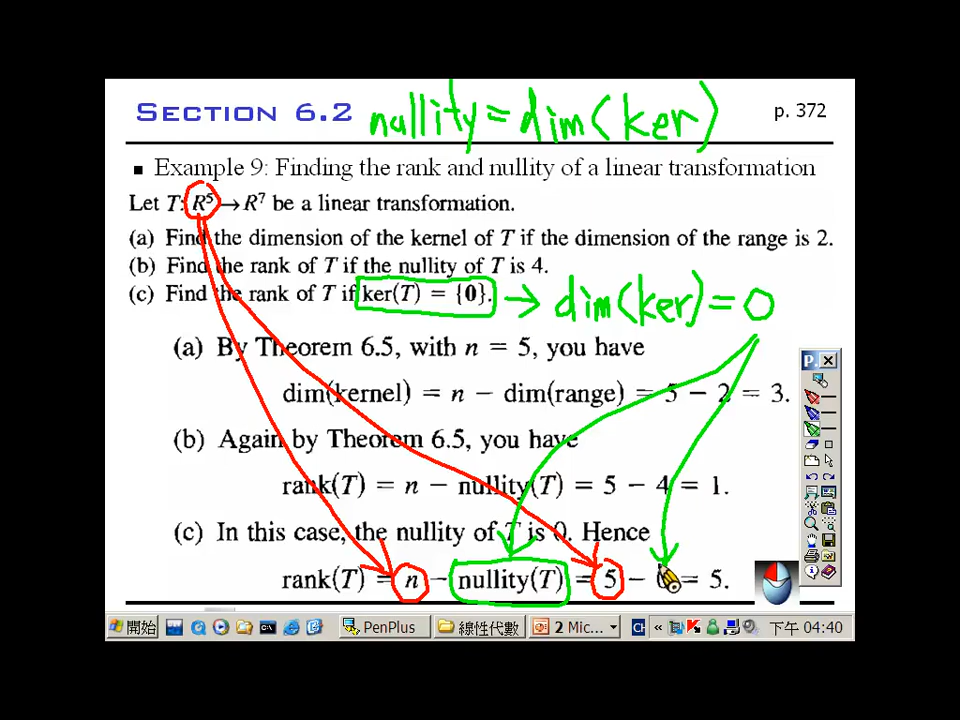 SECTION 6.2 nullity = dim(ker) p. 372
■ Example 9: Finding the rank and nullity of a linear transformation
Let T: R⁵ → R⁷ be a linear transformation.
(a) Find the dimension of the kernel of T if the dimension of the range is 2.
(b) Find the rank of T if the nullity of T is 4.
(c) Find the rank of T if ker(T) = {0}. → dim(ker) = 0
(a) By Theorem 6.5, with n = 5, you have
dim(kernel) = n − dim(range) = 5 − 2 = 3.
(b) Again by Theorem 6.5, you have
rank(T) = n − nullity(T) = 5 − 4 = 1.
(c) In this case, the nullity of T is 0. Hence
rank(T) = n − nullity(T) = 5 − 0 = 5.
開始 PenPlus 線性代數 2 Mic... CH « 下午 04:40